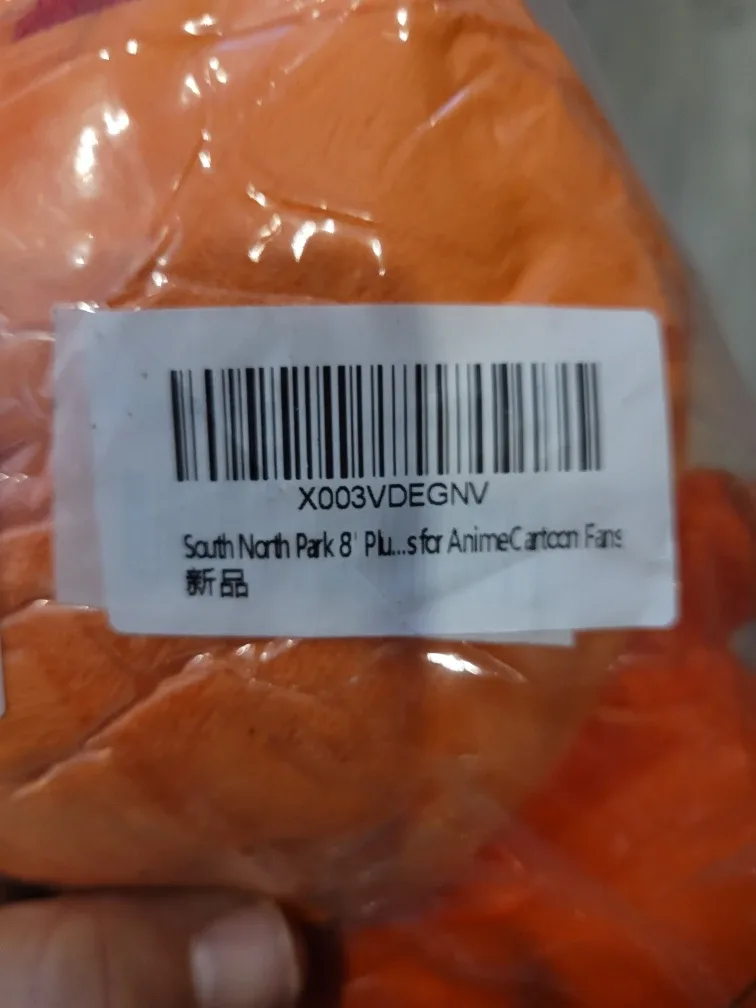 X003VDEGNV
South North Park 8' Plu...s for AnimeCartoon Fans
新品